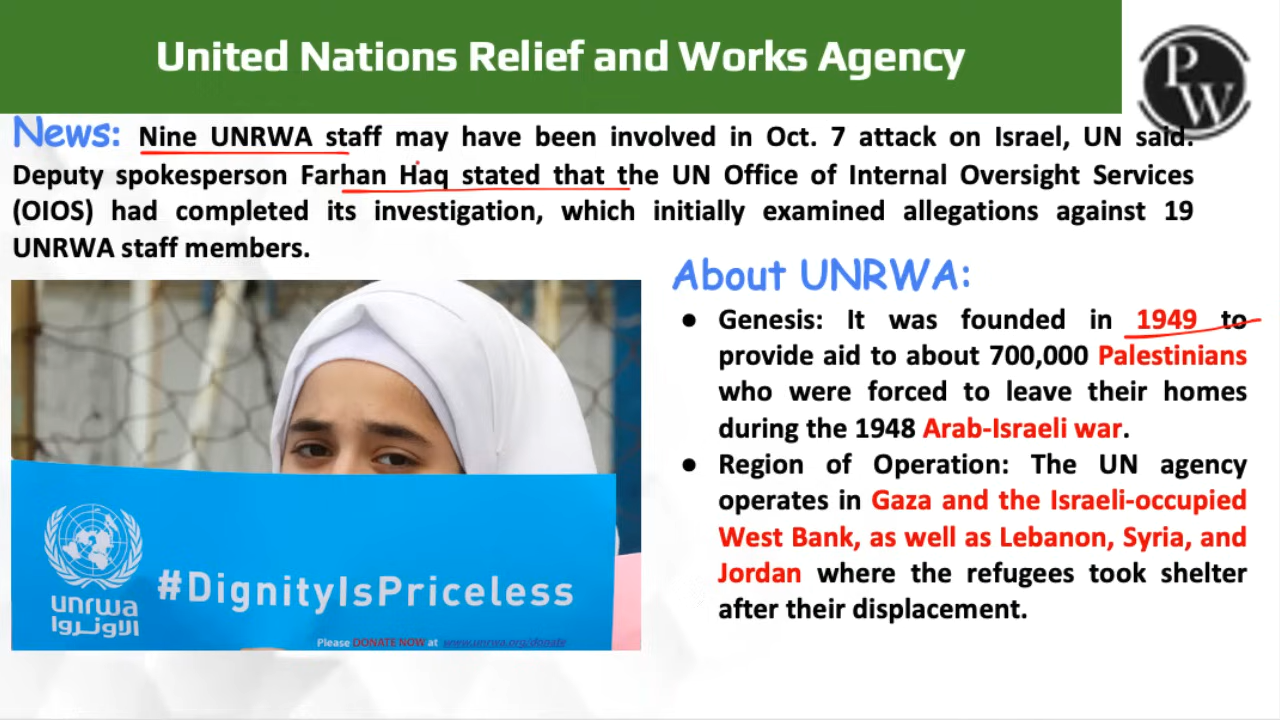 United Nations Relief and Works Agency
PW
News: Nine UNRWA staff may have been involved in Oct. 7 attack on Israel, UN said.
Deputy spokesperson Farhan Haq stated that the UN Office of Internal Oversight Services
(OIOS) had completed its investigation, which initially examined allegations against 19
UNRWA staff members.
About UNRWA:
● Genesis: It was founded in 1949 to
provide aid to about 700,000 Palestinians
who were forced to leave their homes
during the 1948 Arab-Israeli war.
● Region of Operation: The UN agency
operates in Gaza and the Israeli-occupied
West Bank, as well as Lebanon, Syria, and
Jordan where the refugees took shelter
after their displacement.
#DignityIsPriceless
unrwa
الأونروا
Please DONATE NOW at www.unrwa.org/donate